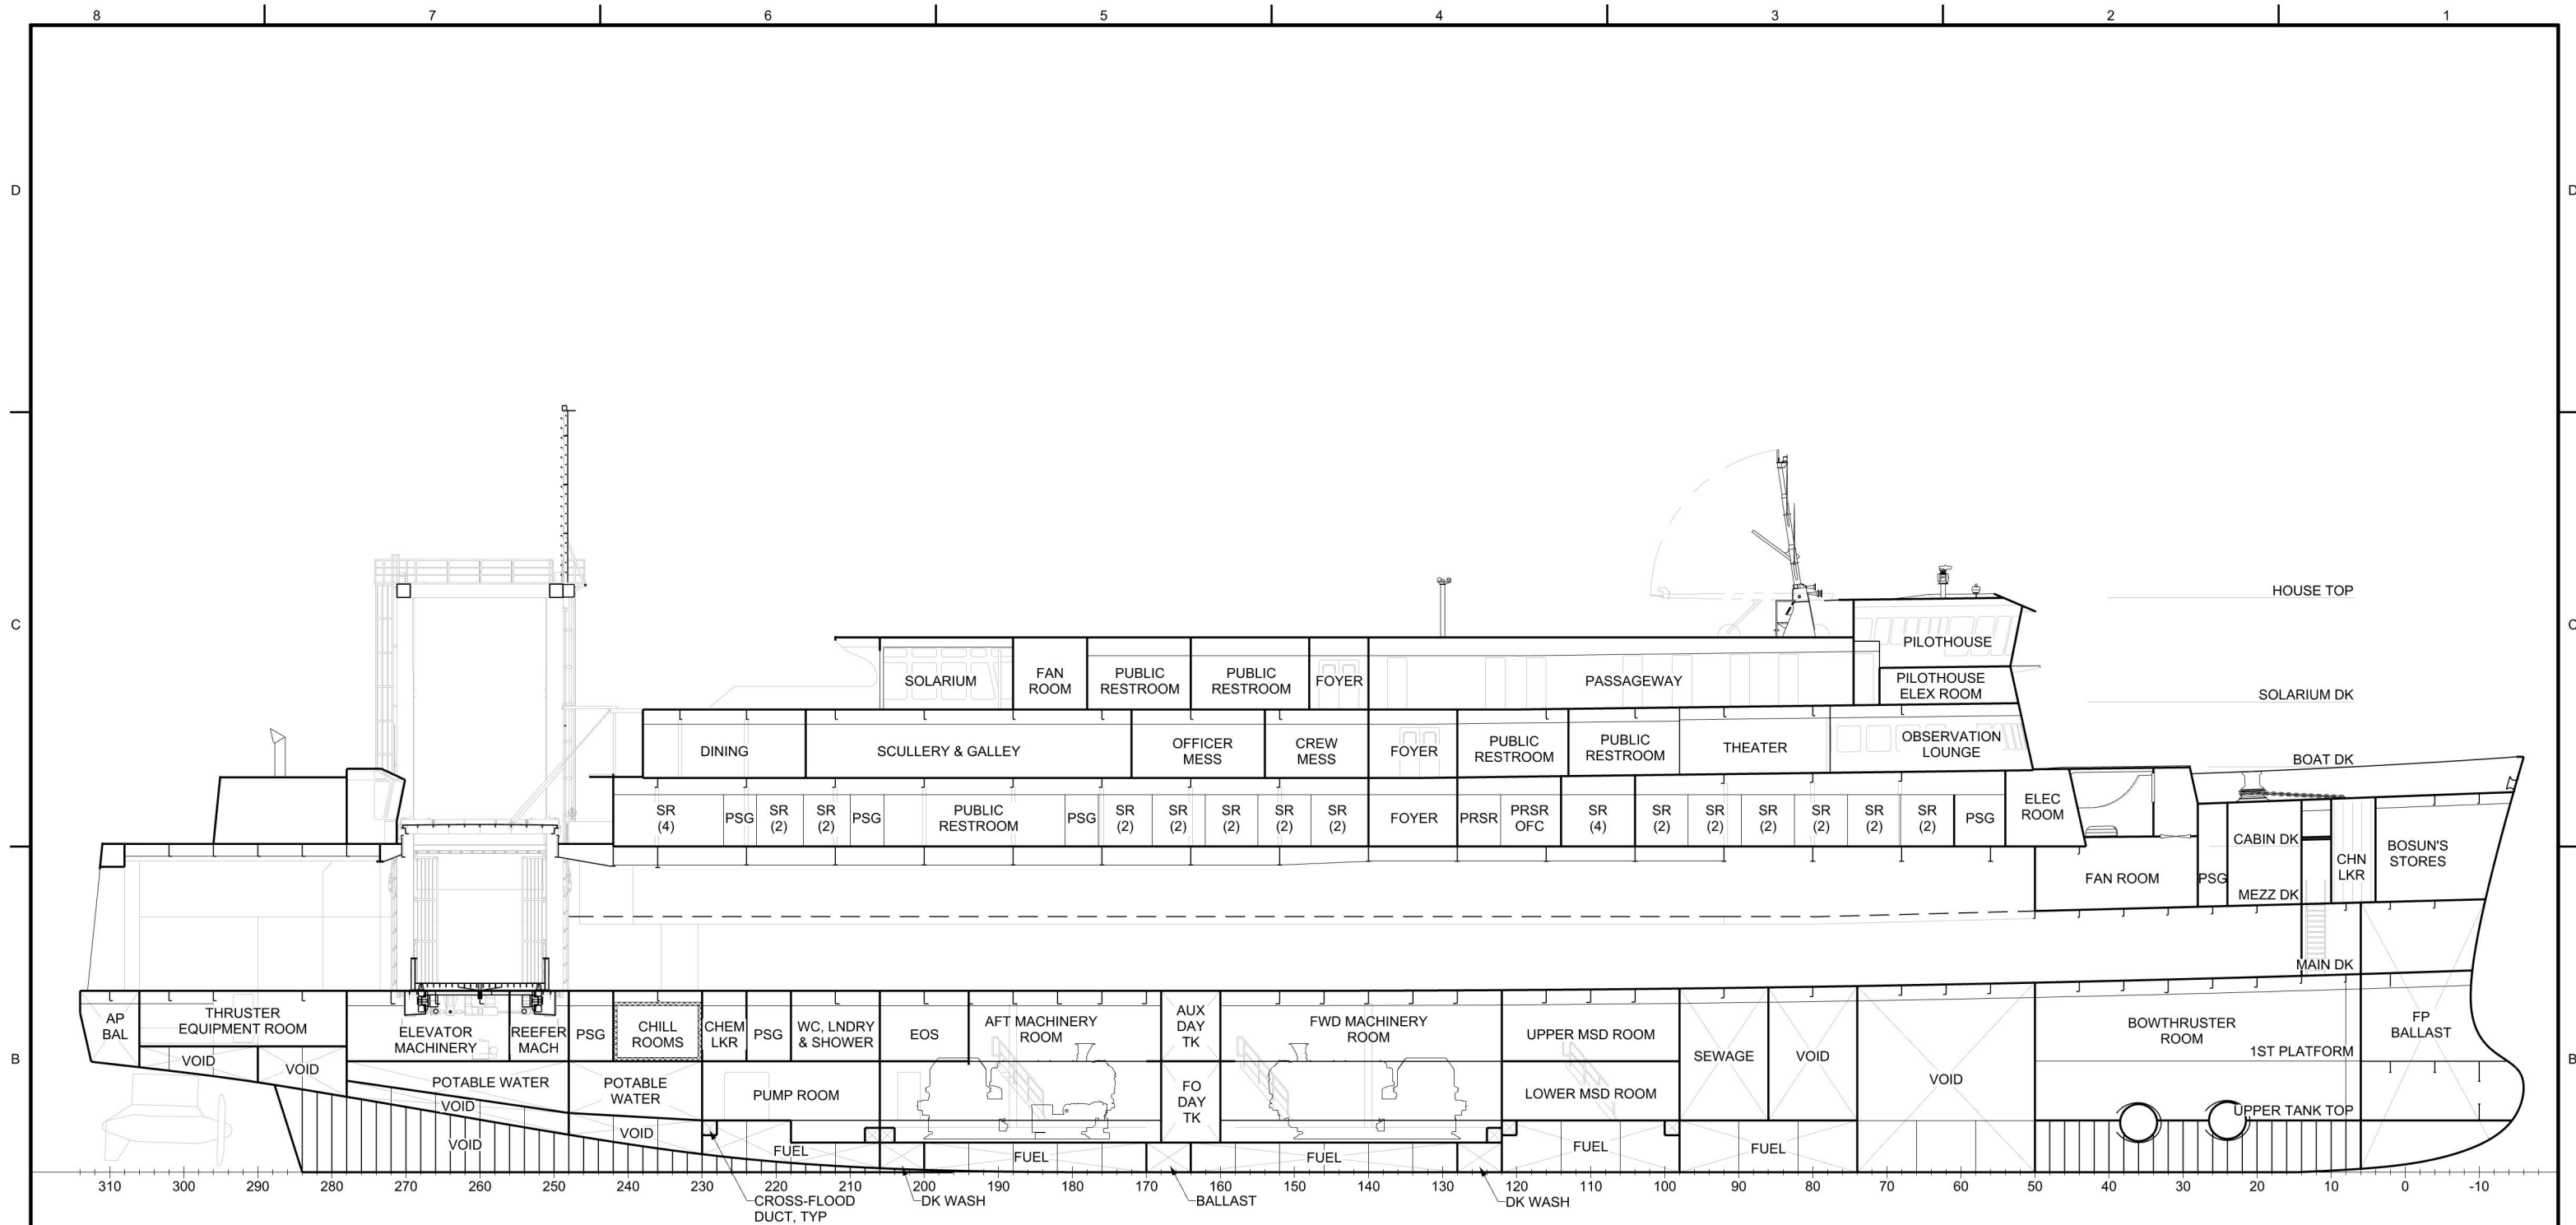 8 7 6 5 4 3 2 1
D D
C C
HOUSE TOP
PILOTHOUSE
SOLARIUM
FAN
ROOM
PUBLIC
RESTROOM
PUBLIC
RESTROOM
FOYER
PASSAGEWAY
PILOTHOUSE
ELEX ROOM
SOLARIUM DK
DINING
SCULLERY & GALLEY
OFFICER
MESS
CREW
MESS
FOYER
PUBLIC
RESTROOM
PUBLIC
RESTROOM
THEATER
OBSERVATION
LOUNGE
BOAT DK
SR
(4)
PSG
SR
(2)
SR
(2)
PSG
PUBLIC
RESTROOM
PSG
SR
(2)
SR
(2)
SR
(2)
SR
(2)
SR
(2)
FOYER
PRSR
PRSR
OFC
SR
(4)
SR
(2)
SR
(2)
SR
(2)
SR
(2)
SR
(2)
SR
(2)
PSG
ELEC
ROOM
CABIN DK
FAN ROOM
PSG
CHN
LKR
BOSUN'S
STORES
MEZZ DK
MAIN DK
B B
AP
BAL
THRUSTER
EQUIPMENT ROOM
ELEVATOR
MACHINERY
REEFER
MACH
PSG
CHILL
ROOMS
CHEM
LKR
PSG
WC, LNDRY
& SHOWER
EOS
AFT MACHINERY
ROOM
AUX
DAY
TK
FWD MACHINERY
ROOM
UPPER MSD ROOM
SEWAGE
VOID
VOID
BOWTHRUSTER
ROOM
FP
BALLAST
1ST PLATFORM
VOID
VOID
POTABLE WATER
POTABLE
WATER
PUMP ROOM
FO
DAY
TK
LOWER MSD ROOM
UPPER TANK TOP
VOID
VOID
VOID
FUEL
FUEL
FUEL
FUEL
FUEL
310 300 290 280 270 260 250 240 230 220 210 200 190 180 170 160 150 140 130 120 110 100 90 80 70 60 50 40 30 20 10 0 -10
CROSS-FLOOD
DUCT, TYP
DK WASH
BALLAST
DK WASH